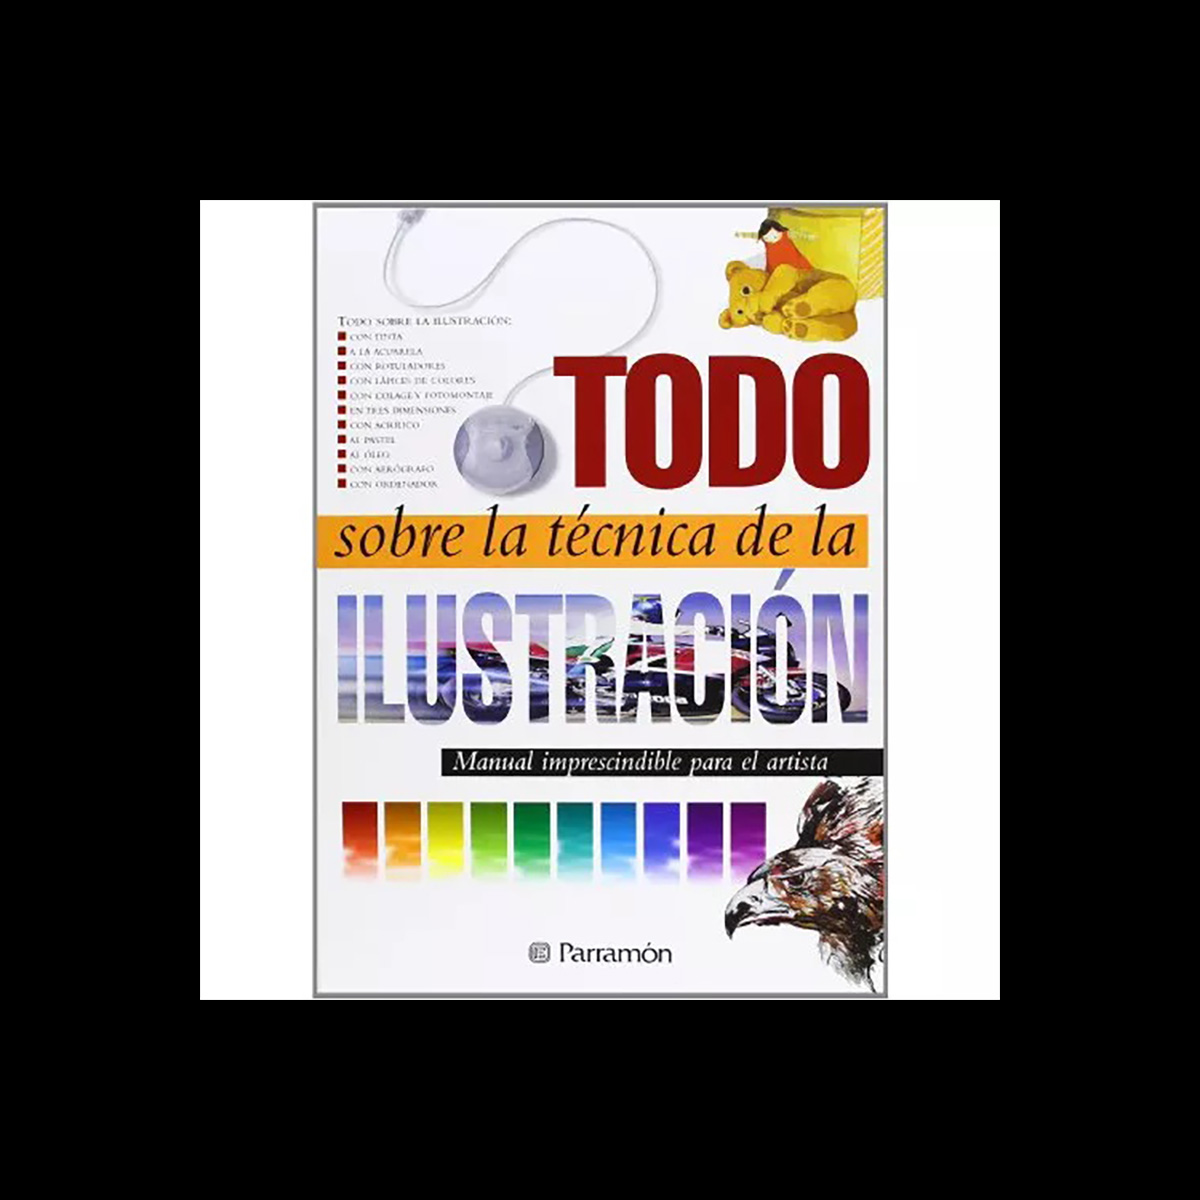 TODO SOBRE LA ILUSTRACIÓN:
CON TINTA
A LA ACUARELA
CON ROTULADORES
CON LÁPICES DE COLORES
CON COLAGE Y FOTOMONTAJE
EN TRES DIMENSIONES
CON ACRÍLICO
AL PASTEL
AL ÓLEO
CON AERÓGRAFO
CON ORDENADOR
TODO
sobre la técnica de la
ILUSTRACIÓN
Manual imprescindible para el artista
Parramón